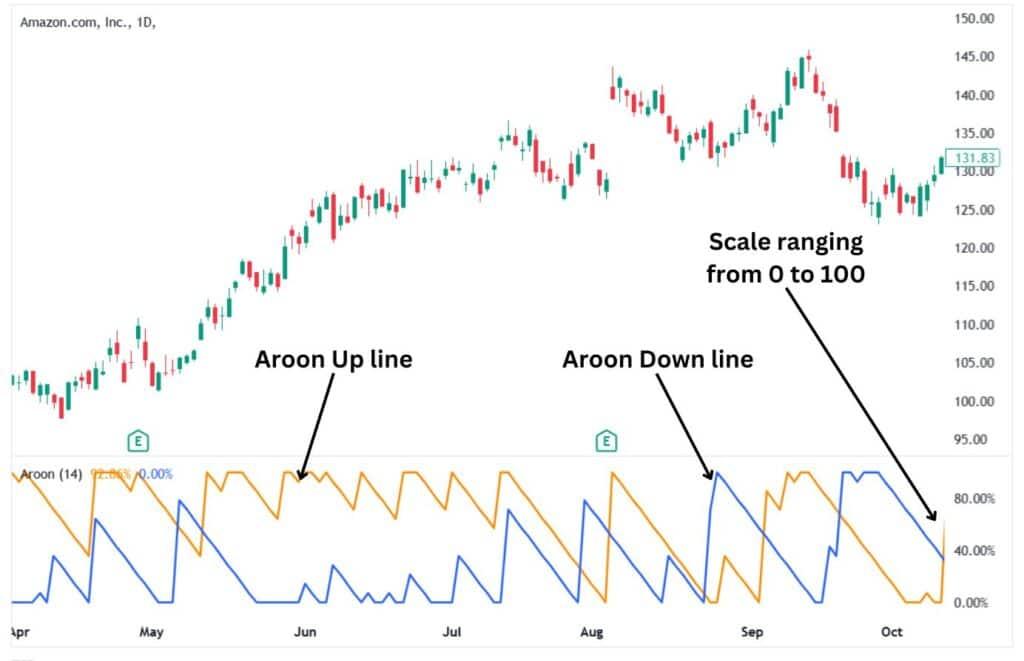 Amazon.com, Inc., 1D,
150.00
145.00
140.00
135.00
131.83
130.00
125.00
120.00
115.00
110.00
105.00
100.00
95.00
Scale ranging
from 0 to 100
Aroon Up line
Aroon Down line
E
E
Aroon (14) 92.86% 0.00%
80.00%
40.00%
0.00%
Apr May Jun Jul Aug Sep Oct